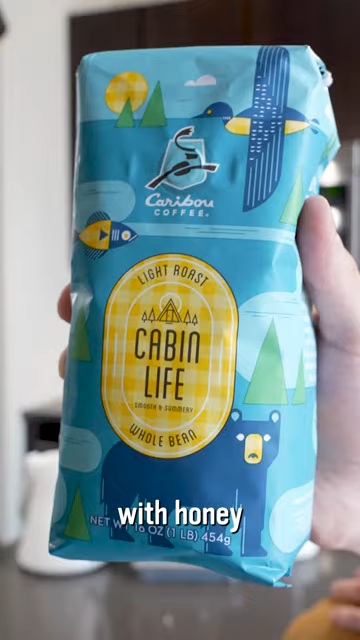 Caribou
COFFEE
LIGHT ROAST
CABIN
LIFE
SMOOTH & SUMMERY
WHOLE BEAN
with honey
NET WT 16 OZ (1 LB) 454g